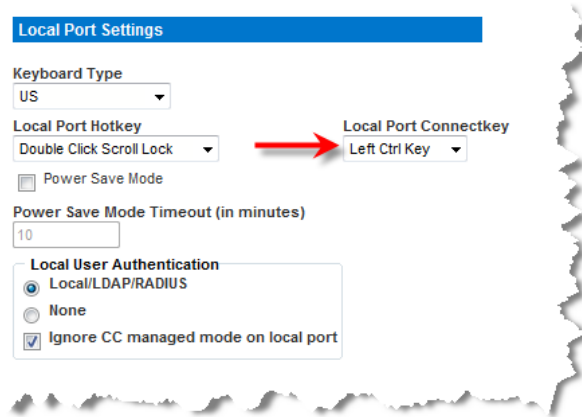 Local Port Settings
Keyboard Type
US
Local Port Hotkey Local Port Connectkey
Double Click Scroll Lock Left Ctrl Key
Power Save Mode
Power Save Mode Timeout (in minutes)
10
Local User Authentication
Local/LDAP/RADIUS
None
Ignore CC managed mode on local port